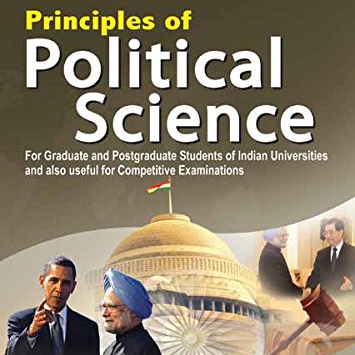 Principles of
Political
Science
For Graduate and Postgraduate Students of Indian Universities
and also useful for Competitive Examinations